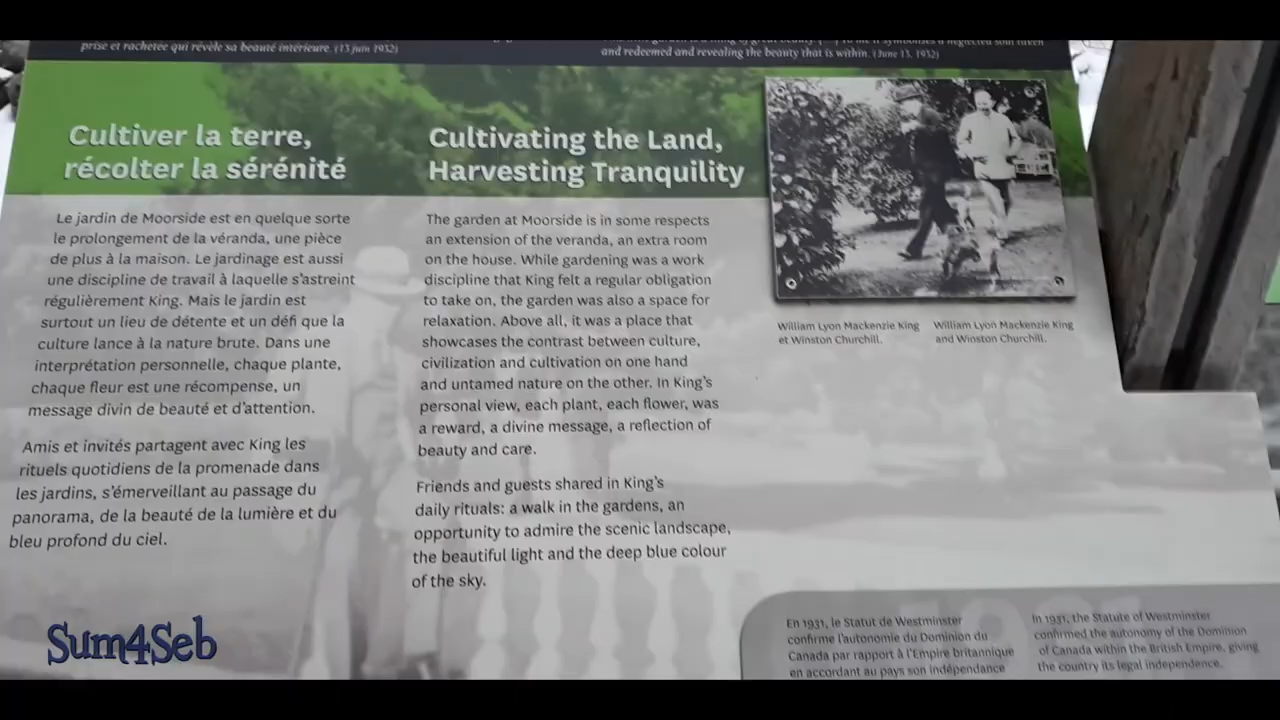 prise et rachetée qui révèle sa beauté intérieure. (13 juin 1932)
and redeemed and revealing the beauty that is within. (June 13, 1932)
Cultiver la terre,
récolter la sérénité
Le jardin de Moorside est en quelque sorte
le prolongement de la véranda, une pièce
de plus à la maison. Le jardinage est aussi
une discipline de travail à laquelle s'astreint
régulièrement King. Mais le jardin est
surtout un lieu de détente et un défi que la
culture lance à la nature brute. Dans une
interprétation personnelle, chaque plante,
chaque fleur est une récompense, un
message divin de beauté et d'attention.
Amis et invités partagent avec King les
rituels quotidiens de la promenade dans
les jardins, s'émerveillant au passage du
panorama, de la beauté de la lumière et du
bleu profond du ciel.
Cultivating the Land,
Harvesting Tranquility
The garden at Moorside is in some respects
an extension of the veranda, an extra room
on the house. While gardening was a work
discipline that King felt a regular obligation
to take on, the garden was also a space for
relaxation. Above all, it was a place that
showcases the contrast between culture,
civilization and cultivation on one hand
and untamed nature on the other. In King's
personal view, each plant, each flower, was
a reward, a divine message, a reflection of
beauty and care.
Friends and guests shared in King's
daily rituals: a walk in the gardens, an
opportunity to admire the scenic landscape,
the beautiful light and the deep blue colour
of the sky.
William Lyon Mackenzie King
et Winston Churchill.
William Lyon Mackenzie King
and Winston Churchill.
En 1931, le Statut de Westminster
confirme l'autonomie du Dominion du
Canada par rapport à l'Empire britannique
en accordant au pays son indépendance
In 1931, the Statute of Westminster
confirmed the autonomy of the Dominion
of Canada within the British Empire, giving
the country its legal independence.
Sum4Seb